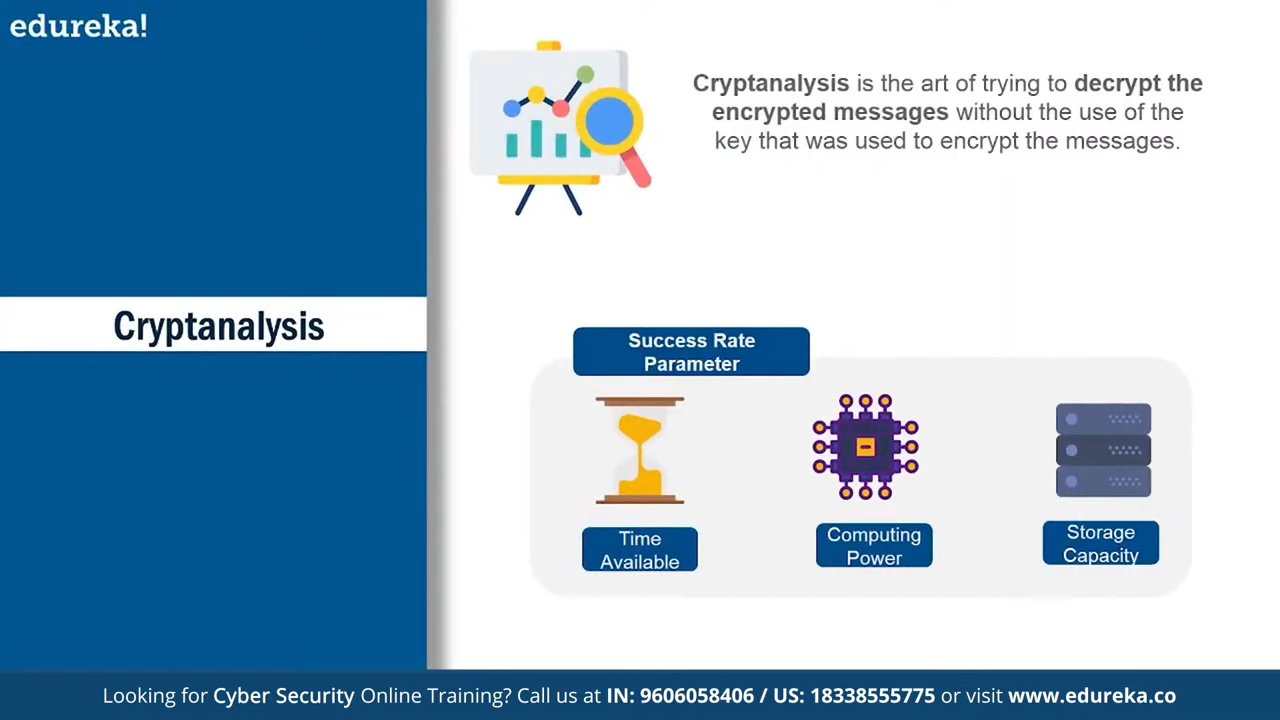 edureka!
Cryptanalysis is the art of trying to decrypt the
encrypted messages without the use of the
key that was used to encrypt the messages.
Cryptanalysis
Success Rate
Parameter
Time
Available
Computing
Power
Storage
Capacity
Looking for Cyber Security Online Training? Call us at IN: 9606058406 / US: 18338555775 or visit www.edureka.co